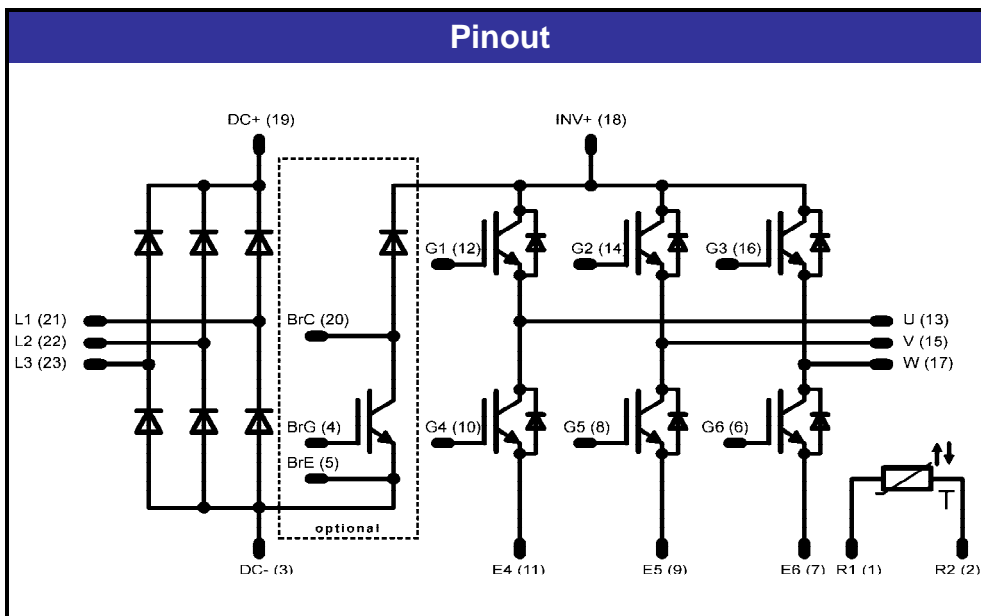 Pinout
DC+ (19)
INV+ (18)
G1 (12)
G2 (14)
G3 (16)
L1 (21)
L2 (22)
L3 (23)
BrC (20)
U (13)
V (15)
W (17)
BrG (4)
G4 (10)
G5 (8)
G6 (6)
BrE (5)
T
optional
DC- (3)
E4 (11)
E5 (9)
E6 (7)
R1 (1)
R2 (2)